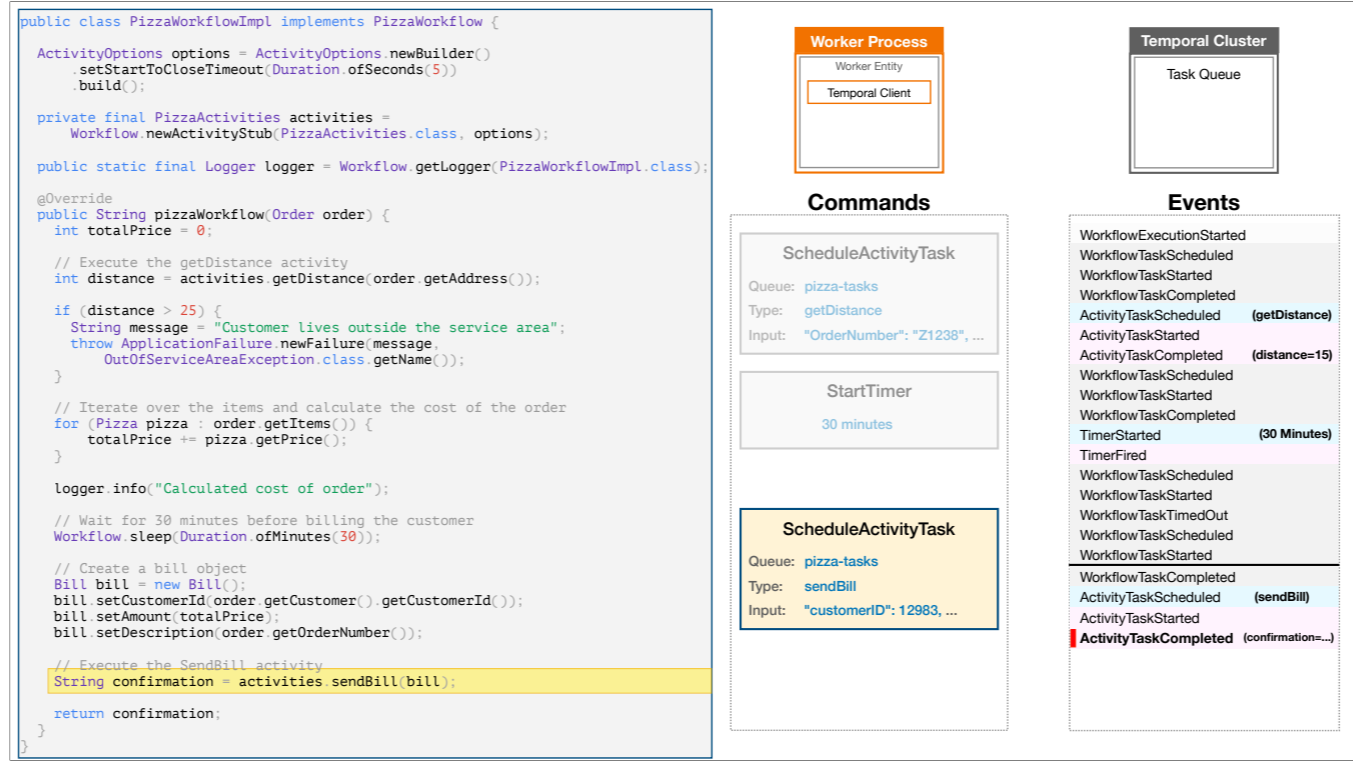 public class PizzaWorkflowImpl implements PizzaWorkflow {
ActivityOptions options = ActivityOptions.newBuilder()
.setStartToCloseTimeout(Duration.ofSeconds(5))
.build();
private final PizzaActivities activities =
Workflow.newActivityStub(PizzaActivities.class, options);
public static final Logger logger = Workflow.getLogger(PizzaWorkflowImpl.class);
@Override
public String pizzaWorkflow(Order order) {
int totalPrice = 0;
// Execute the getDistance activity
int distance = activities.getDistance(order.getAddress());
if (distance > 25) {
String message = "Customer lives outside the service area";
throw ApplicationFailure.newFailure(message,
OutOfServiceAreaException.class.getName());
}
// Iterate over the items and calculate the cost of the order
for (Pizza pizza : order.getItems()) {
totalPrice += pizza.getPrice();
}
logger.info("Calculated cost of order");
// Wait for 30 minutes before billing the customer
Workflow.sleep(Duration.ofMinutes(30));
// Create a bill object
Bill bill = new Bill();
bill.setCustomerId(order.getCustomer().getCustomerId());
bill.setAmount(totalPrice);
bill.setDescription(order.getOrderNumber());
// Execute the SendBill activity
String confirmation = activities.sendBill(bill);
return confirmation;
}
}
Worker Process
Worker Entity
Temporal Client
Commands
ScheduleActivityTask
Queue: pizza-tasks
Type: getDistance
Input: "OrderNumber": "Z1238", ...
StartTimer
30 minutes
ScheduleActivityTask
Queue: pizza-tasks
Type: sendBill
Input: "customerID": 12983, ...
Temporal Cluster
Task Queue
Events
WorkflowExecutionStarted
WorkflowTaskScheduled
WorkflowTaskStarted
WorkflowTaskCompleted
ActivityTaskScheduled (getDistance)
ActivityTaskStarted
ActivityTaskCompleted (distance=15)
WorkflowTaskScheduled
WorkflowTaskStarted
WorkflowTaskCompleted
TimerStarted (30 Minutes)
TimerFired
WorkflowTaskScheduled
WorkflowTaskStarted
WorkflowTaskTimedOut
WorkflowTaskScheduled
WorkflowTaskStarted
WorkflowTaskCompleted
ActivityTaskScheduled (sendBill)
ActivityTaskStarted
ActivityTaskCompleted (confirmation=...)